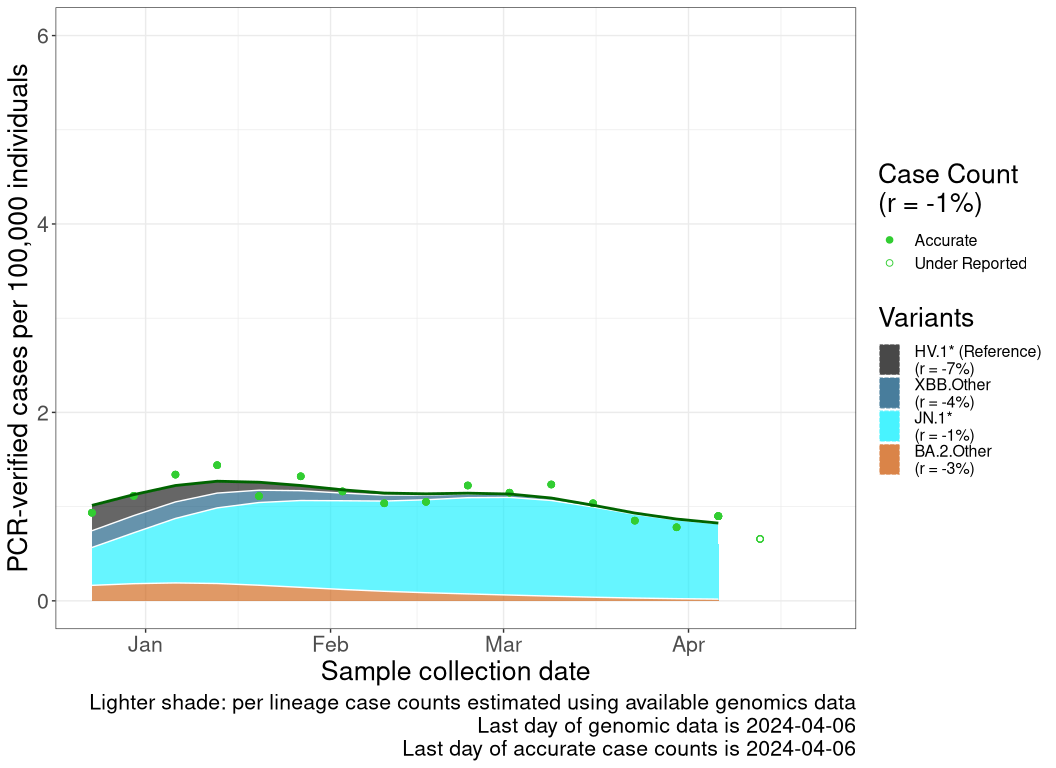 PCR-verified cases per 100,000 individuals
6
4
2
0
Jan Feb Mar Apr
Sample collection date
Lighter shade: per lineage case counts estimated using available genomics data
Last day of genomic data is 2024-04-06
Last day of accurate case counts is 2024-04-06
Case Count
(r = -1%)
Accurate
Under Reported
Variants
HV.1* (Reference)
(r = -7%)
XBB.Other
(r = -4%)
JN.1*
(r = -1%)
BA.2.Other
(r = -3%)